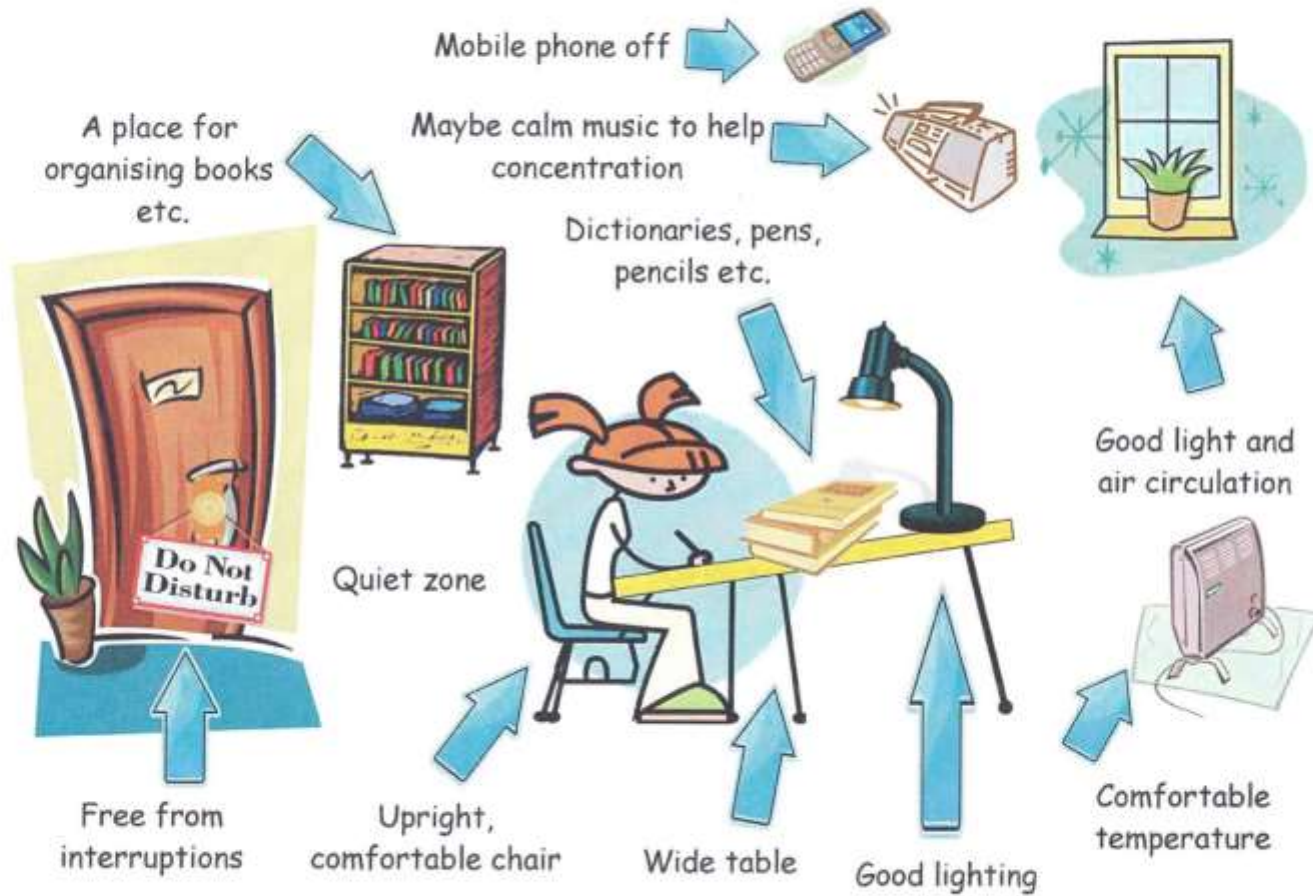 Mobile phone off
A place for
organising books
etc.
Maybe calm music to help
concentration
Dictionaries, pens,
pencils etc.
Good light and
air circulation
Do Not
Disturb
Quiet zone
Free from
interruptions
Upright,
comfortable chair
Wide table
Good lighting
Comfortable
temperature